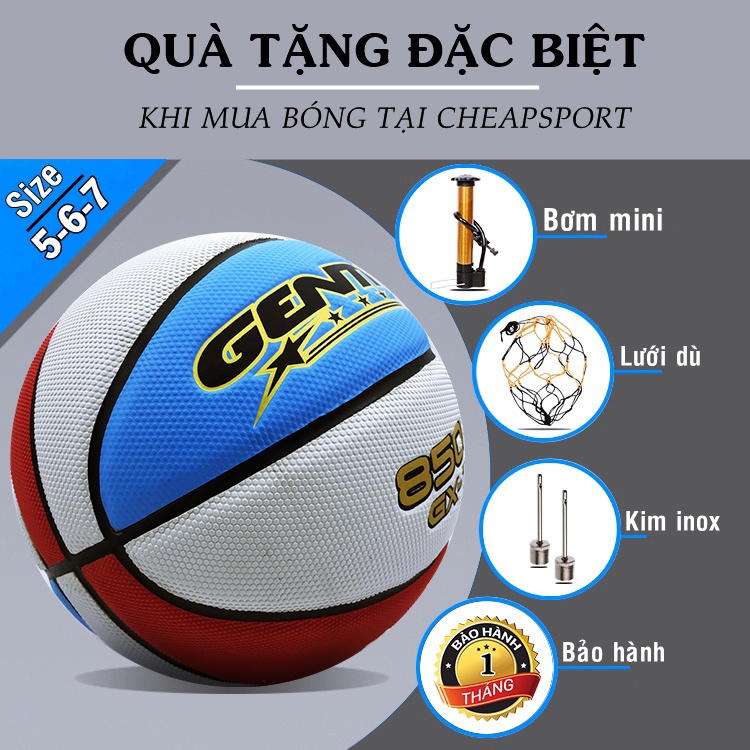 QUÀ TẶNG ĐẶC BIỆT
KHI MUA BÓNG TẠI CHEAPSPORT
Size
5-6-7
Bơm mini
Lưới dù
Kim inox
BẢO HÀNH
1
THÁNG
Bảo hành